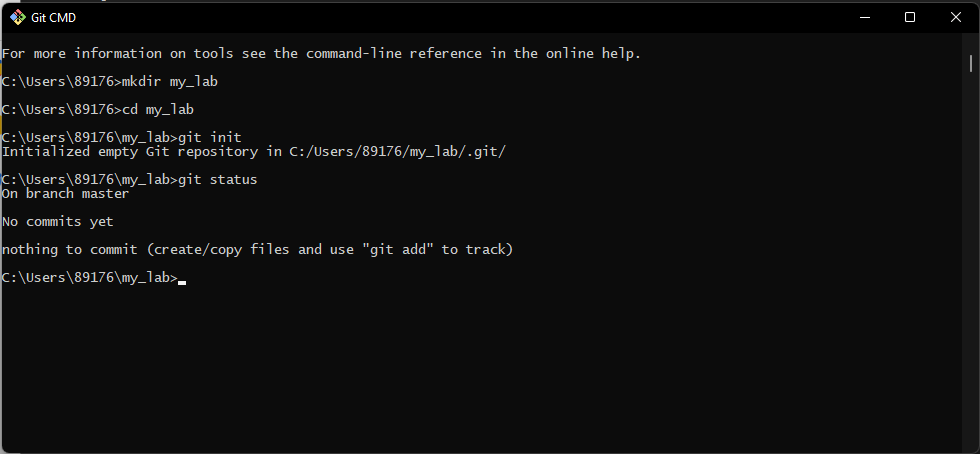 Git CMD
For more information on tools see the command-line reference in the online help.
C:\Users\89176>mkdir my_lab
C:\Users\89176>cd my_lab
C:\Users\89176\my_lab>git init
Initialized empty Git repository in C:/Users/89176/my_lab/.git/
C:\Users\89176\my_lab>git status
On branch master
No commits yet
nothing to commit (create/copy files and use "git add" to track)
C:\Users\89176\my_lab>